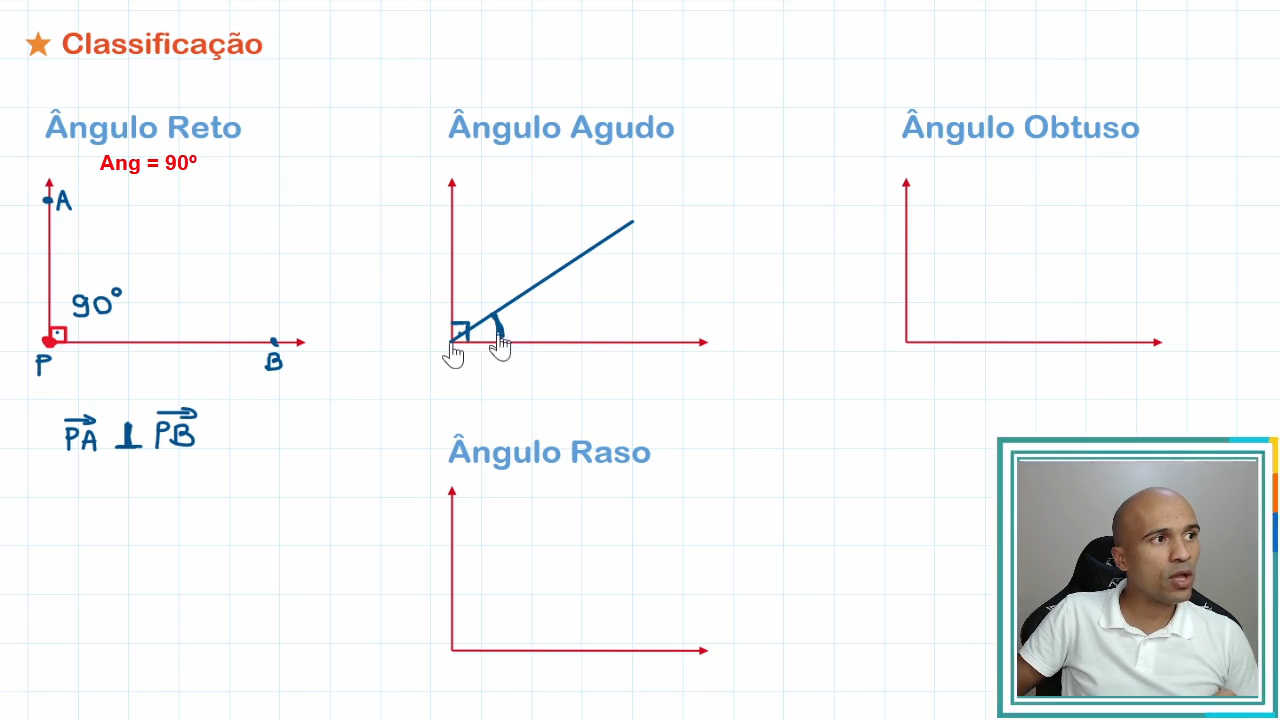 Classificação
Ângulo Reto
Ang = 90º
A
90°
P
B
PA ⊥ PB
Ângulo Agudo
Ângulo Obtuso
Ângulo Raso